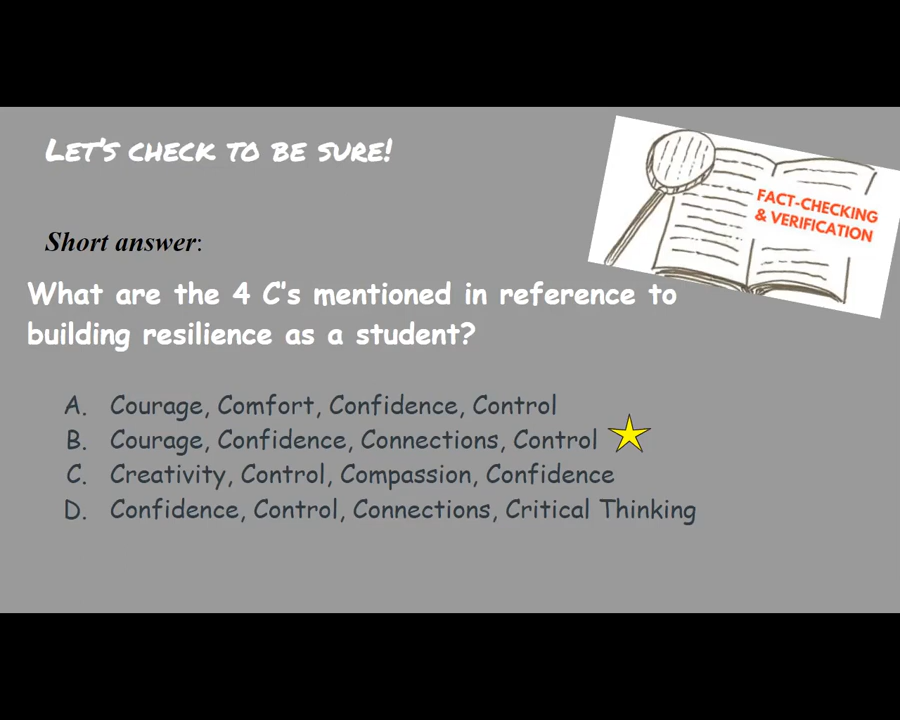 LET'S CHECK TO BE SURE!
FACT-CHECKING
& VERIFICATION
Short answer:
What are the 4 C's mentioned in reference to
building resilience as a student?
A. Courage, Comfort, Confidence, Control
B. Courage, Confidence, Connections, Control
C. Creativity, Control, Compassion, Confidence
D. Confidence, Control, Connections, Critical Thinking